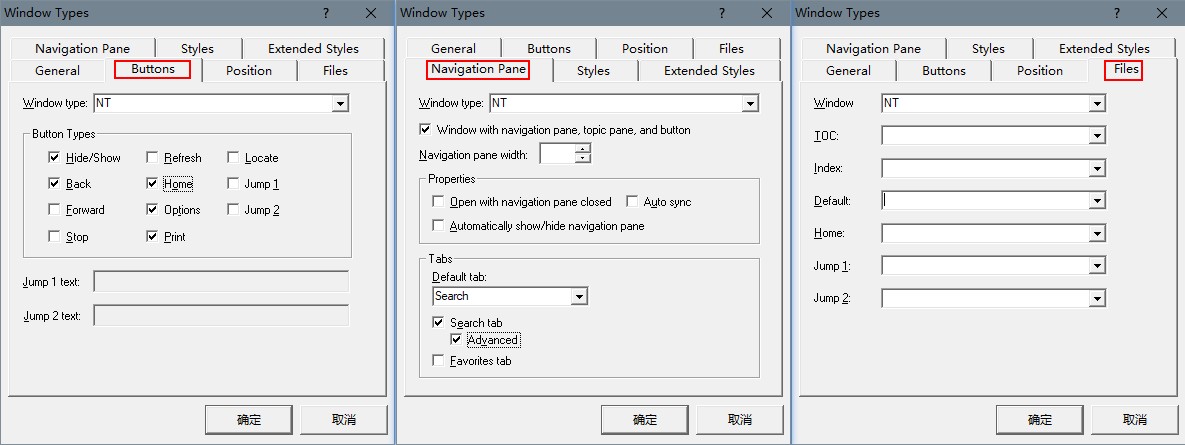 Window Types ?
Navigation Pane Styles Extended Styles
General Buttons Position Files
Window type: NT
Button Types
Hide/Show Refresh Locate
Back Home Jump 1
Forward Options Jump 2
Stop Print
Jump 1 text:
Jump 2 text:
确定 取消
Window Types ?
General Buttons Position Files
Navigation Pane Styles Extended Styles
Window type: NT
Window with navigation pane, topic pane, and button
Navigation pane width:
Properties
Open with navigation pane closed Auto sync
Automatically show/hide navigation pane
Tabs
Default tab:
Search
Search tab
Advanced
Favorites tab
确定 取消
Window Types ?
Navigation Pane Styles Extended Styles
General Buttons Position Files
Window NT
TOC:
Index:
Default:
Home:
Jump 1:
Jump 2:
确定 取消